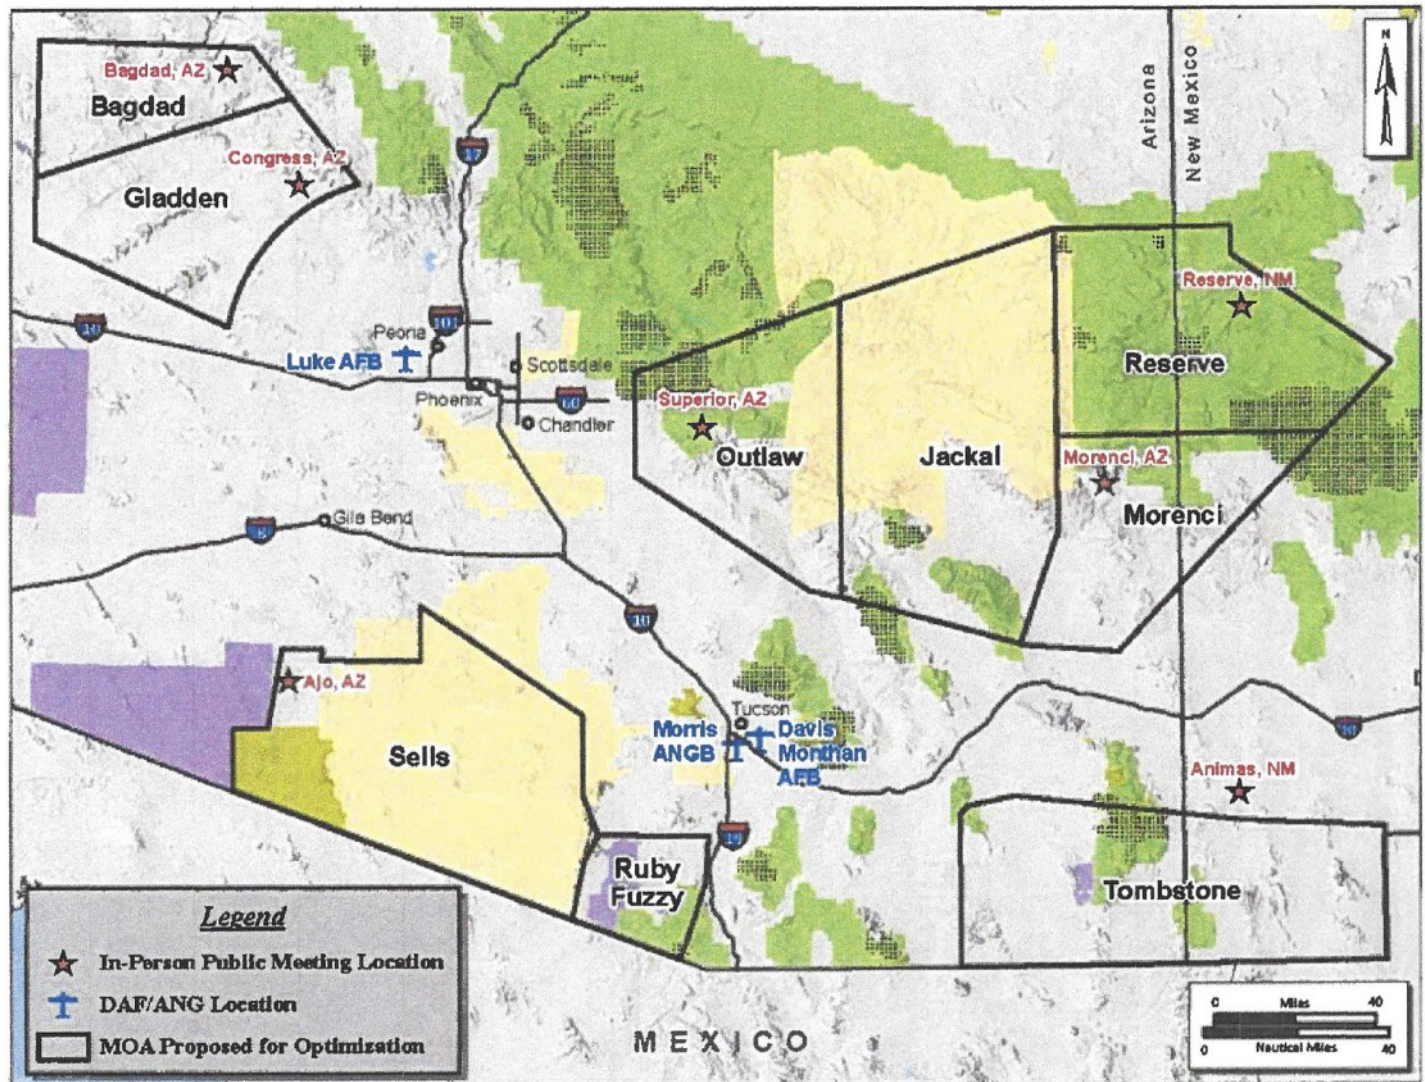 N
Arizona
New Mexico
Bagdad, AZ
Bagdad
17
Congress, AZ
Gladden
Reserve, NM
10
101
Peoria
Luke AFB
Scottsdale
Reserve
Phoenix
60
Superior, AZ
Chandler
Outlaw
Jackal
Morenci, AZ
Morenci
Gila Bend
8
10
Ajo, AZ
Tucson
Morris
ANGB
Davis
Monthan
AFB
Sells
10
Animas, NM
19
Ruby
Fuzzy
Tombstone
Legend
In-Person Public Meeting Location
DAF/ANG Location
MOA Proposed for Optimization
MEXICO
0 Miles 40
0 Nautical Miles 40